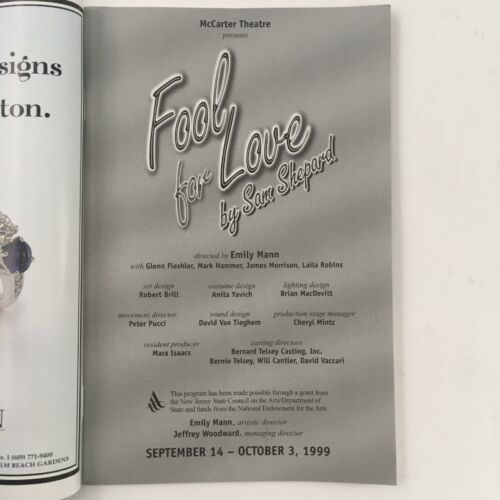 signs
ton.
N
. 1 (609) 771-9400
LM BEACH GARDENS
McCarter Theatre
presents
Fool
for Love
by Sam Shepard
directed by Emily Mann
with Glenn Fleshler, Mark Hammer, James Morrison, Laila Robins
set design
Robert Brill
costume design
Anita Yavich
lighting design
Brian MacDevitt
movement director
Peter Pucci
sound design
David Van Tieghem
production stage manager
Cheryl Mintz
resident producer
Mara Isaacs
casting directors
Bernard Telsey Casting, Inc.
Bernie Telsey, Will Cantler, David Vaccari
This program has been made possible through a grant from
the New Jersey State Council on the Arts/Department of
State and funds from the National Endowment for the Arts
Emily Mann, artistic director
Jeffrey Woodward, managing director
SEPTEMBER 14 – OCTOBER 3, 1999